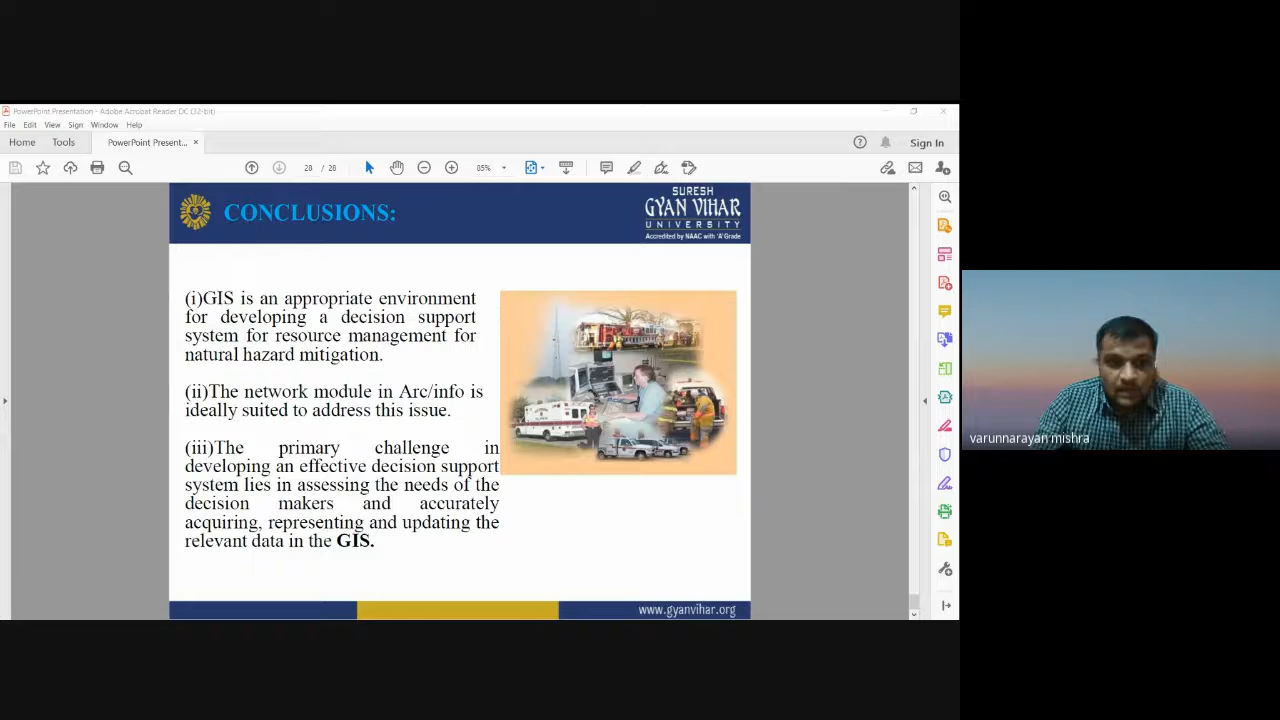 PowerPoint Presentation - Adobe Acrobat Reader DC (32-bit)
File Edit View Sign Window Help
Home Tools PowerPoint Present... × Sign In
28 / 28 85%
CONCLUSIONS:
SURESH
GYAN VIHAR
UNIVERSITY
Accredited by NAAC with 'A' Grade
(i)GIS is an appropriate environment
for developing a decision support
system for resource management for
natural hazard mitigation.
(ii)The network module in Arc/info is
ideally suited to address this issue.
(iii)The primary challenge in
developing an effective decision support
system lies in assessing the needs of the
decision makers and accurately
acquiring, representing and updating the
relevant data in the GIS.
www.gyanvihar.org
varunnarayan mishra